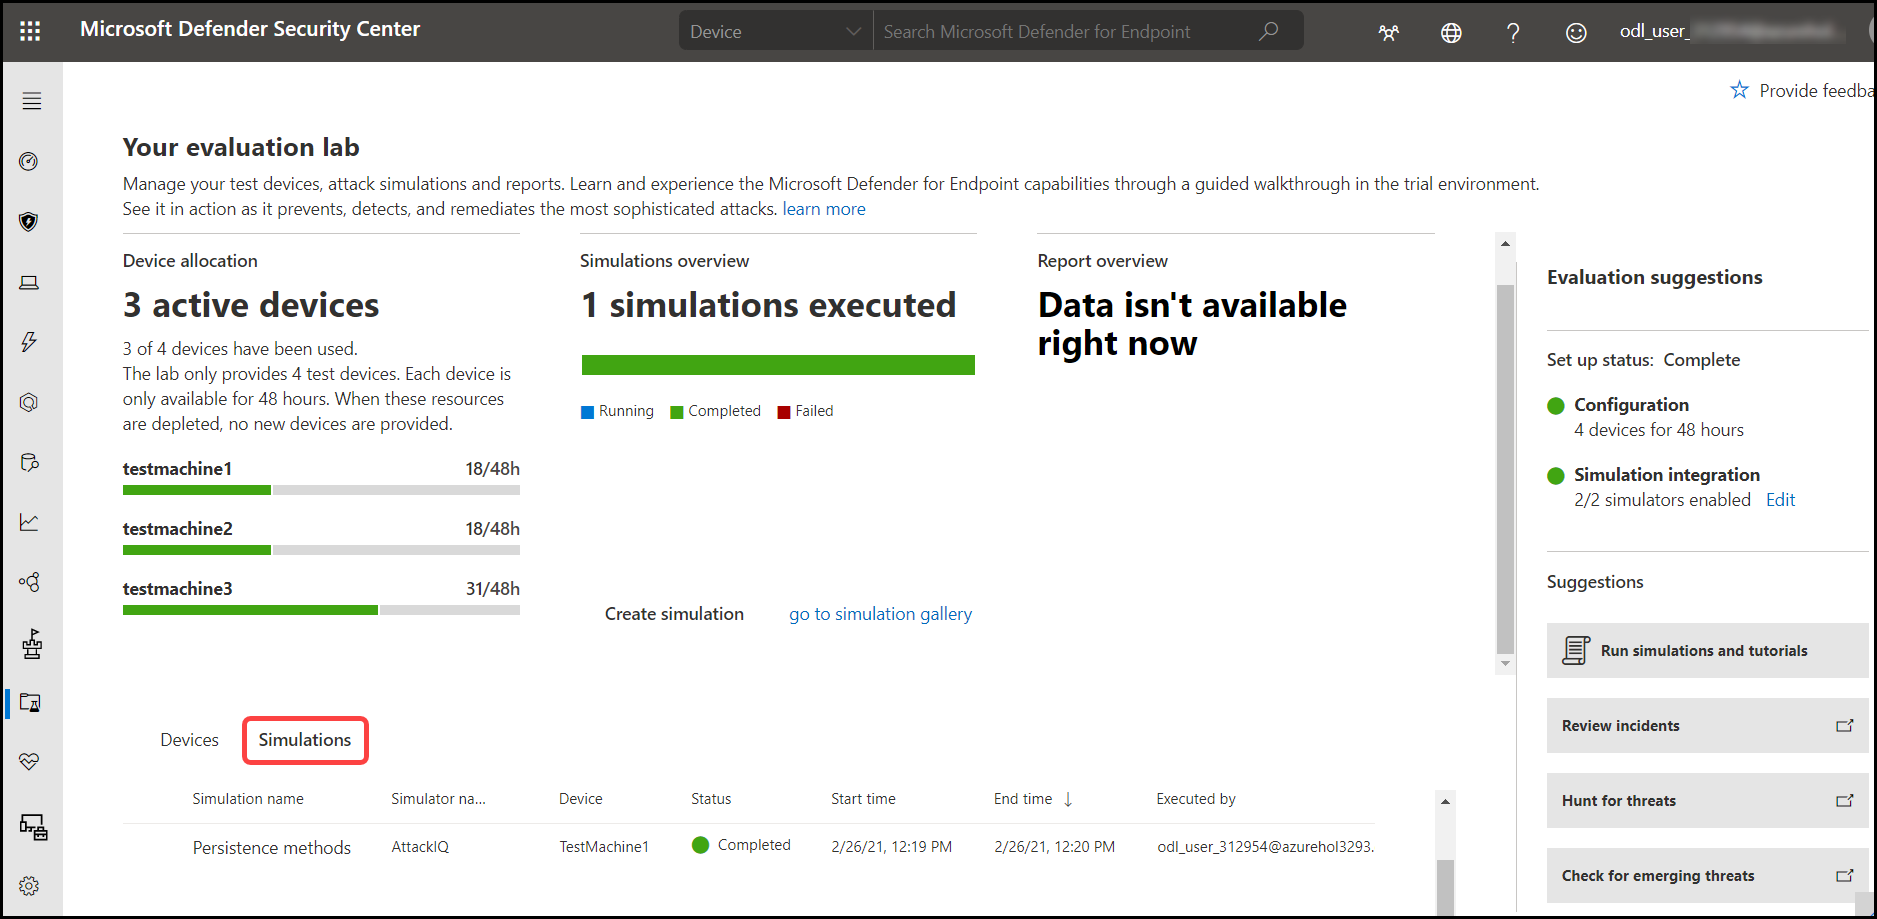 Microsoft Defender Security Center
Device
Search Microsoft Defender for Endpoint
odl_user_
Provide feedba
Your evaluation lab
Manage your test devices, attack simulations and reports. Learn and experience the Microsoft Defender for Endpoint capabilities through a guided walkthrough in the trial environment.
See it in action as it prevents, detects, and remediates the most sophisticated attacks. learn more
Device allocation
3 active devices
3 of 4 devices have been used.
The lab only provides 4 test devices. Each device is
only available for 48 hours. When these resources
are depleted, no new devices are provided.
testmachine1 18/48h
testmachine2 18/48h
testmachine3 31/48h
Simulations overview
1 simulations executed
Running Completed Failed
Create simulation go to simulation gallery
Report overview
Data isn't available
right now
Evaluation suggestions
Set up status: Complete
Configuration
4 devices for 48 hours
Simulation integration
2/2 simulators enabled Edit
Suggestions
Run simulations and tutorials
Review incidents
Hunt for threats
Check for emerging threats
Devices Simulations
Simulation name Simulator na... Device Status Start time End time ↓ Executed by
Persistence methods AttackIQ TestMachine1 Completed 2/26/21, 12:19 PM 2/26/21, 12:20 PM odl_user_312954@azurehol3293.